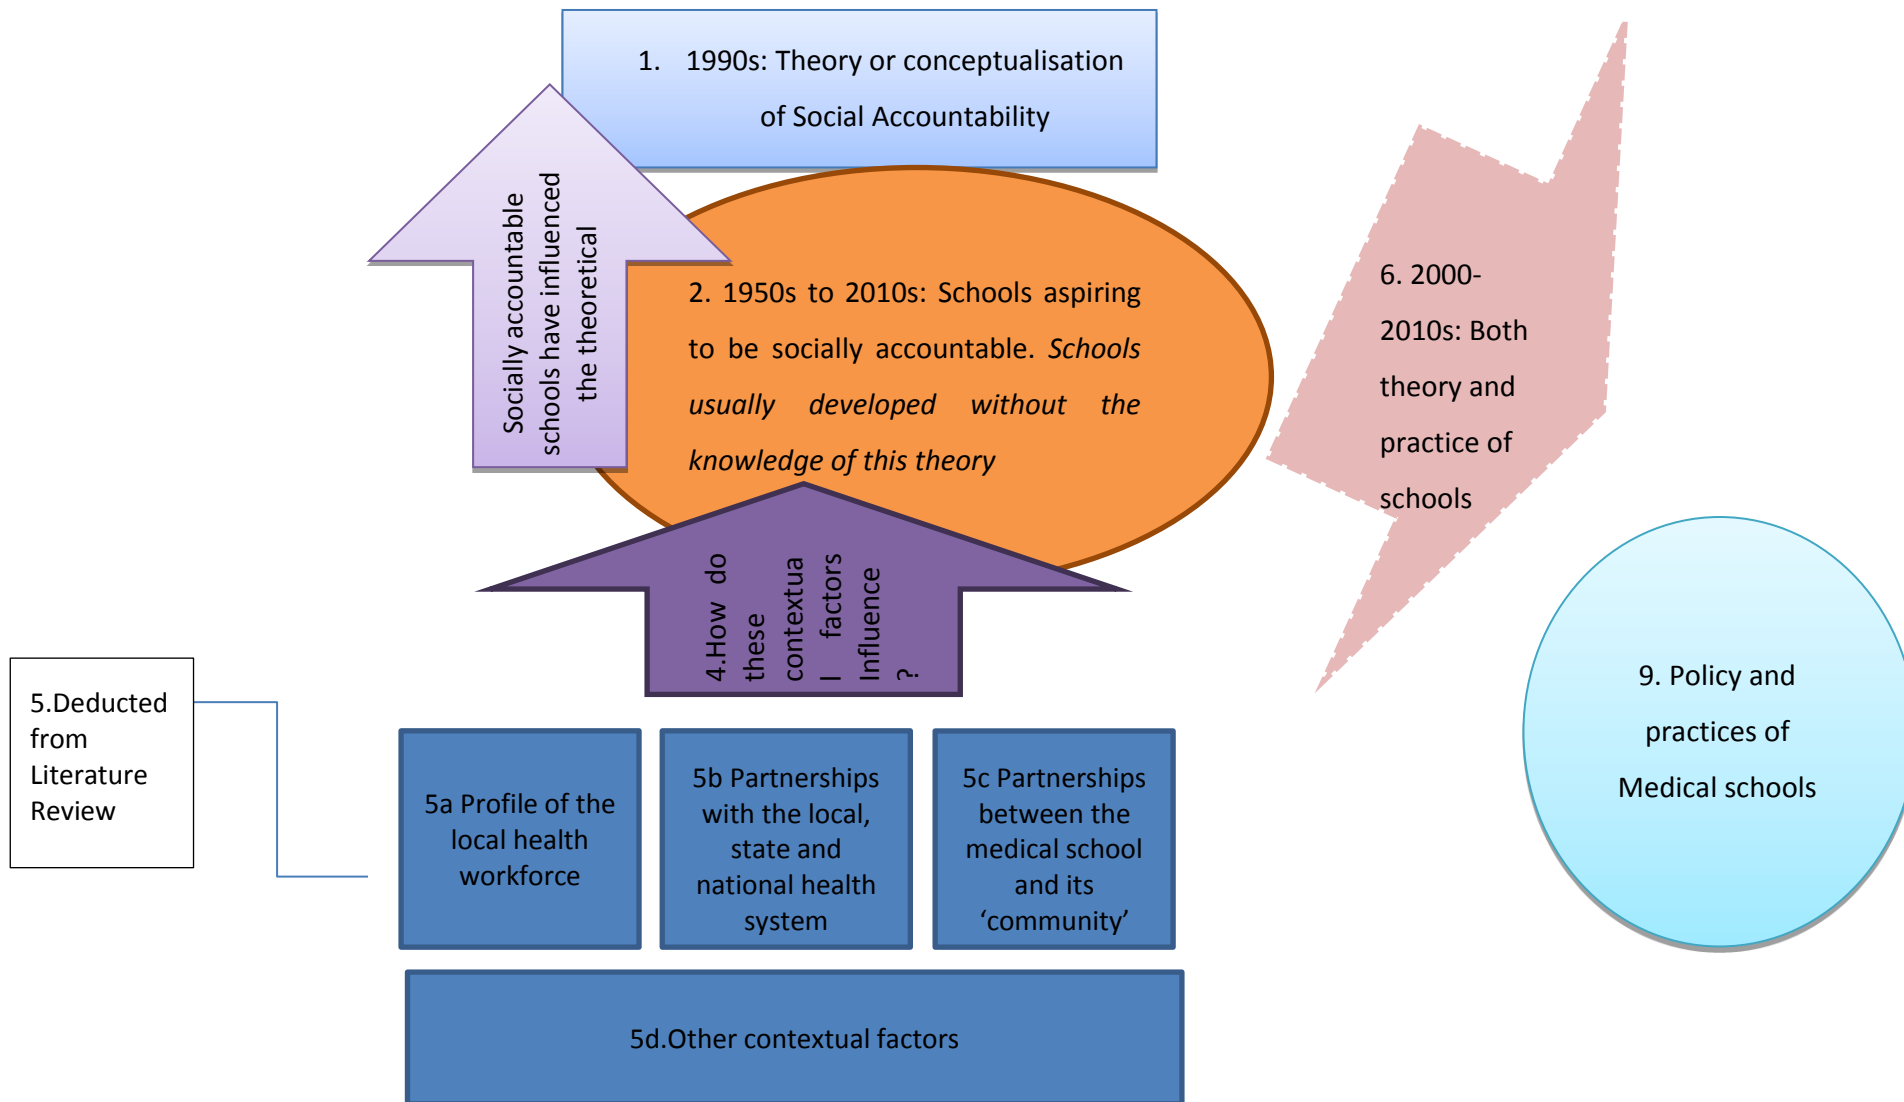 1. 1990s: Theory or conceptualisation
of Social Accountability
Socially accountable
schools have influenced
the theoretical
2. 1950s to 2010s: Schools aspiring
to be socially accountable. Schools
usually developed without the
knowledge of this theory
6. 2000-
2010s: Both
theory and
practice of
schools
4.How do
these
contextua
l factors
Influence
?
9. Policy and
practices of
Medical schools
5.Deducted
from
Literature
Review
5a Profile of the
local health
workforce
5b Partnerships
with the local,
state and
national health
system
5c Partnerships
between the
medical school
and its
‘community’
5d.Other contextual factors